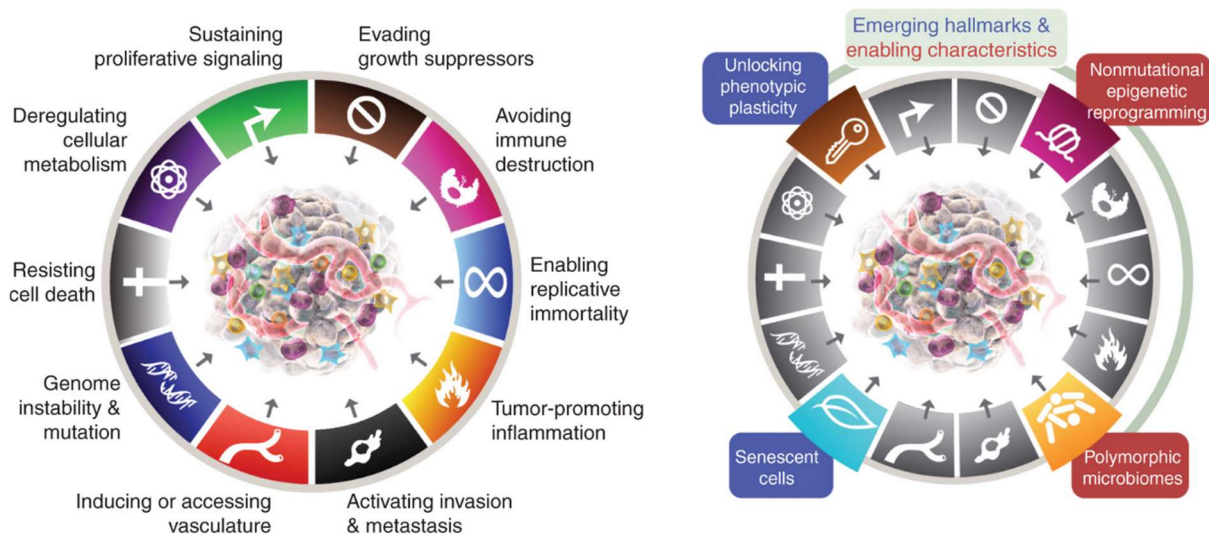 Sustaining
proliferative signaling
Evading
growth suppressors
Deregulating
cellular
metabolism
Avoiding
immune
destruction
Resisting
cell death
Enabling
replicative
immortality
Genome
instability &
mutation
Tumor-promoting
inflammation
Inducing or accessing
vasculature
Activating invasion
& metastasis
Emerging hallmarks &
enabling characteristics
Unlocking
phenotypic
plasticity
Nonmutational
epigenetic
reprogramming
Senescent
cells
Polymorphic
microbiomes